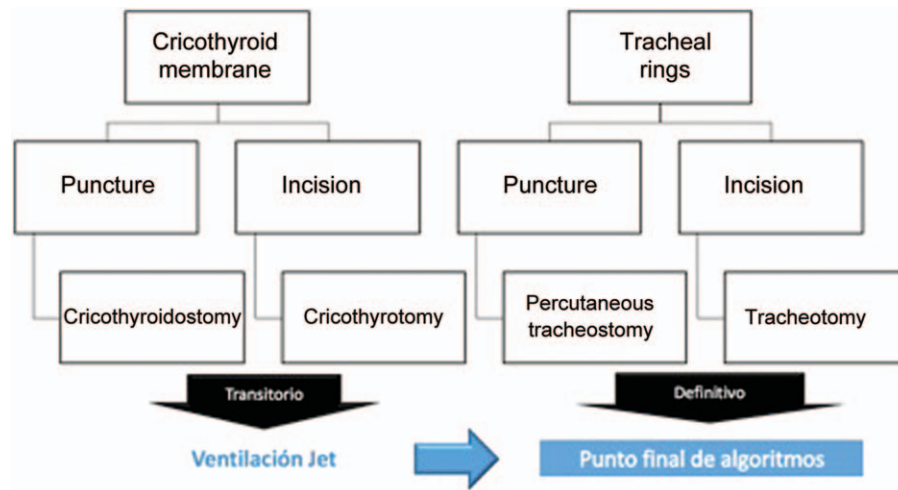 Cricothyroid
membrane
Tracheal
rings
Puncture
Incision
Puncture
Incision
Cricothyroidostomy
Cricothyrotomy
Percutaneous
tracheostomy
Tracheotomy
Transitorio
Definitivo
Ventilación Jet
Punto final de algoritmos